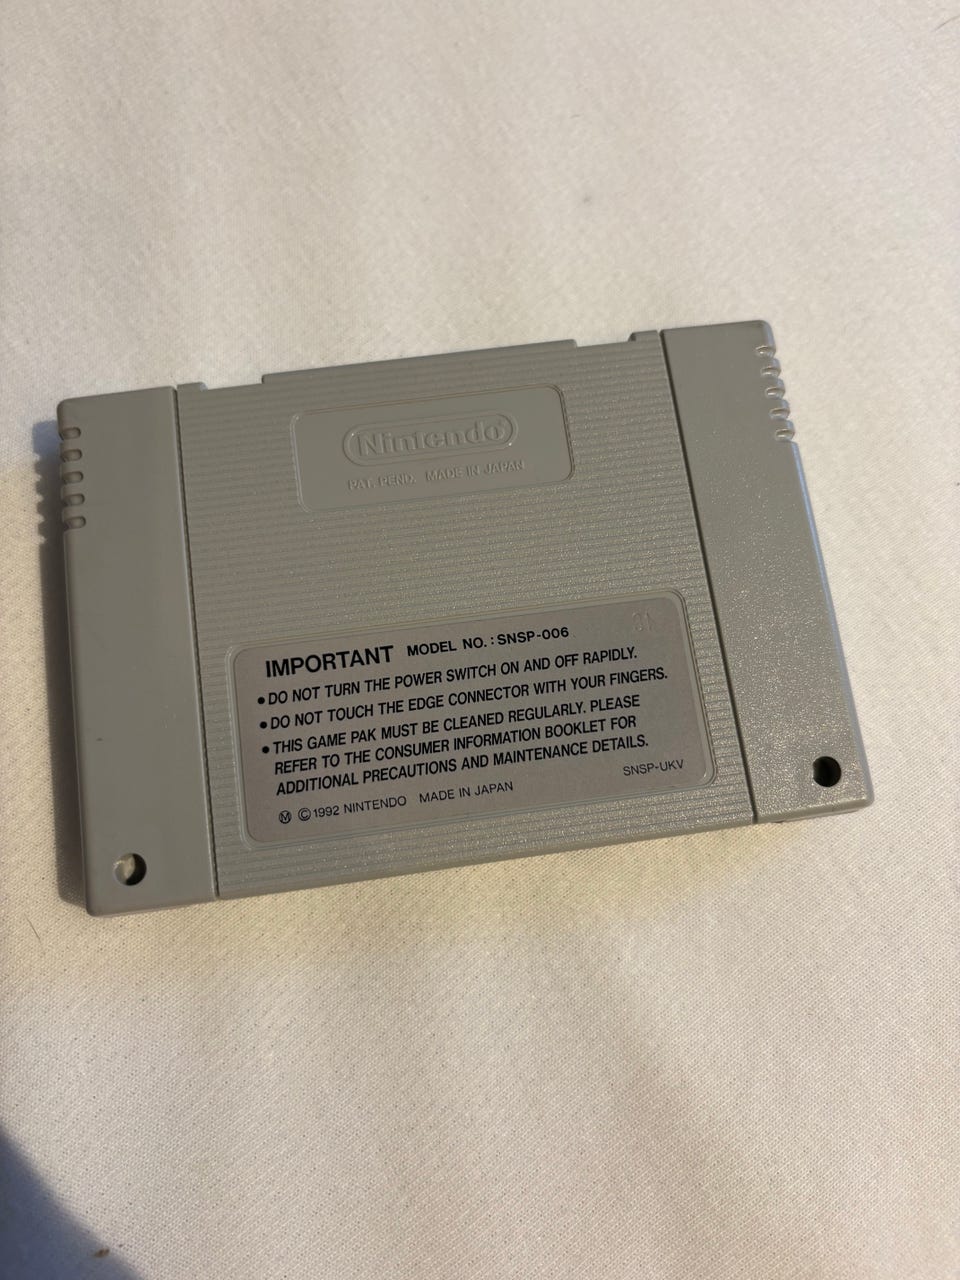 Nintendo®
PAT. PEND. MADE IN JAPAN
IMPORTANT MODEL NO.: SNSP-006
• DO NOT TURN THE POWER SWITCH ON AND OFF RAPIDLY.
• DO NOT TOUCH THE EDGE CONNECTOR WITH YOUR FINGERS.
• THIS GAME PAK MUST BE CLEANED REGULARLY. PLEASE
REFER TO THE CONSUMER INFORMATION BOOKLET FOR
ADDITIONAL PRECAUTIONS AND MAINTENANCE DETAILS.
SNSP-UKV
Ⓜ ©1992 NINTENDO MADE IN JAPAN